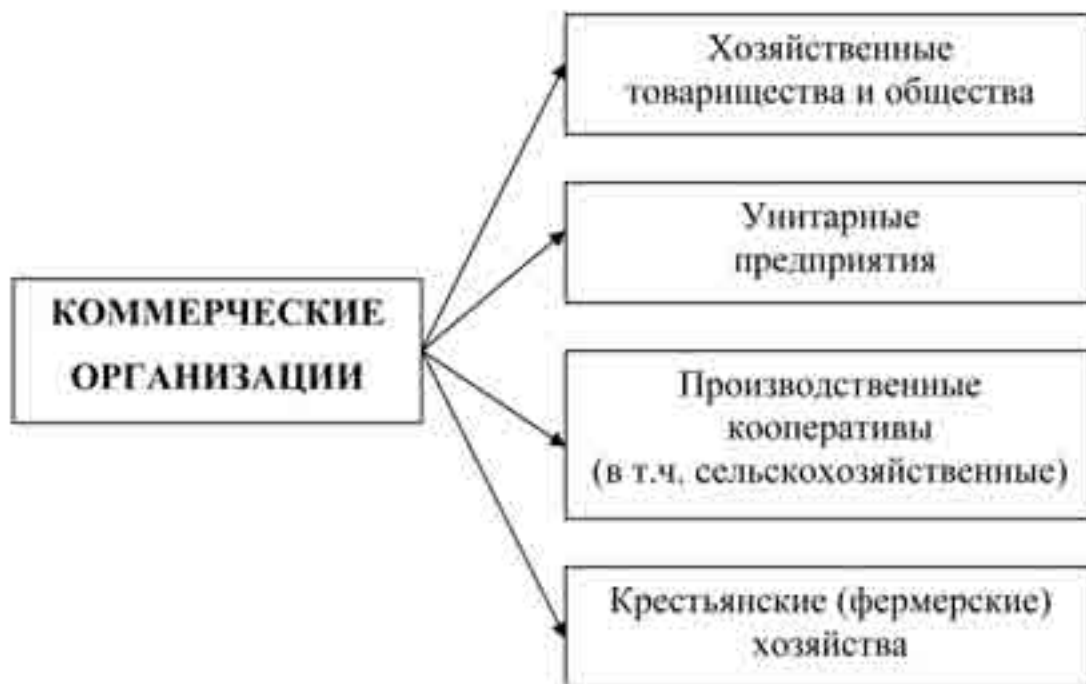 Хозяйственные
товарищества и общества
Унитарные
предприятия
КОММЕРЧЕСКИЕ
ОРГАНИЗАЦИИ
Производственные
кооперативы
(в т.ч. сельскохозяйственные)
Крестьянские (фермерские)
хозяйства